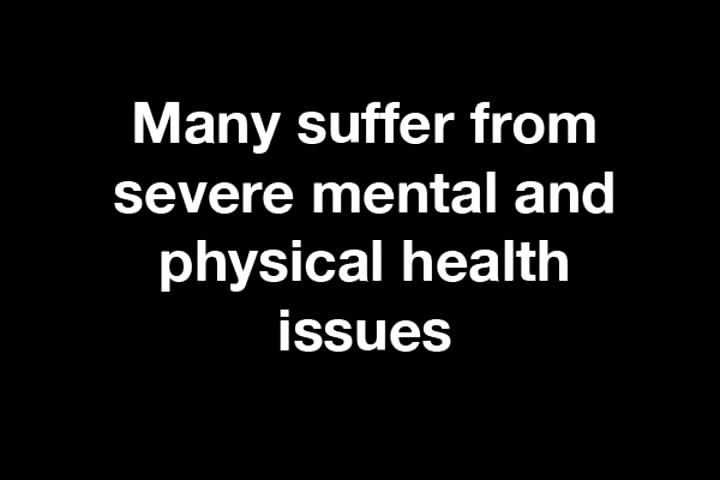 Many suffer from
severe mental and
physical health
issues